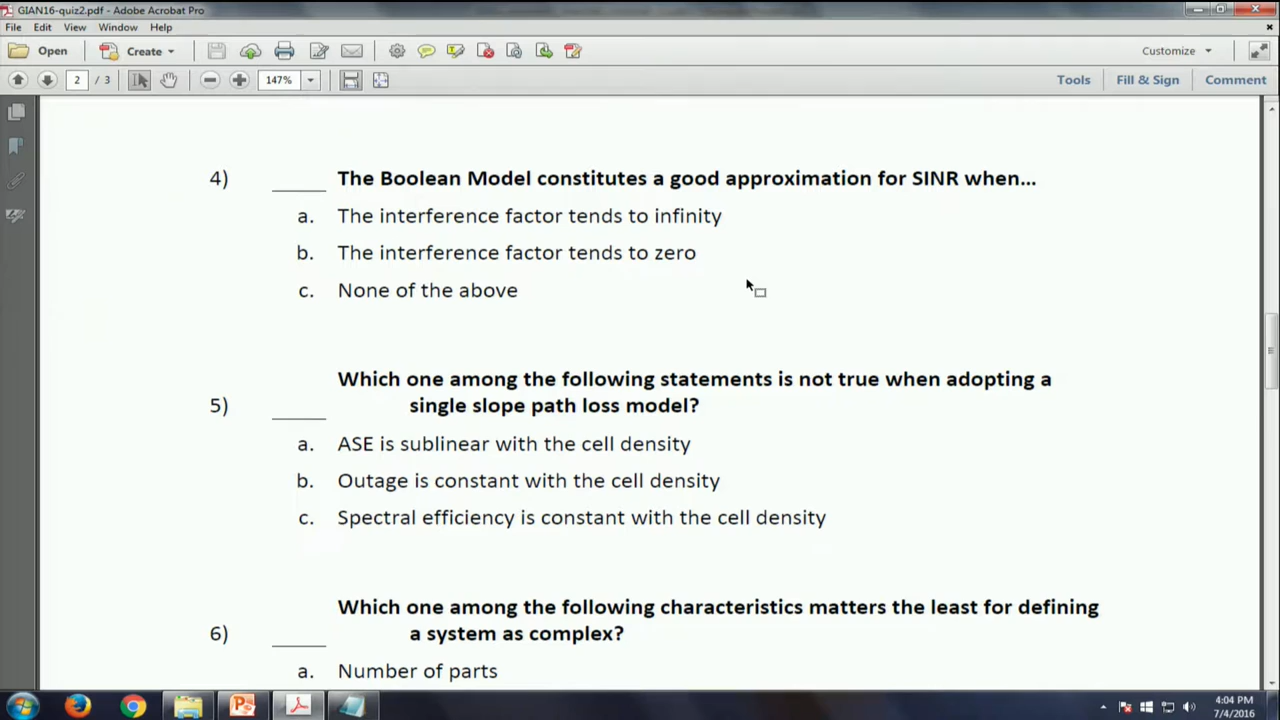 GIAN16-quiz2.pdf - Adobe Acrobat Pro
File Edit View Window Help
Open Create Customize
2 / 3 147% Tools Fill & Sign Comment
4) _____ The Boolean Model constitutes a good approximation for SINR when...
a. The interference factor tends to infinity
b. The interference factor tends to zero
c. None of the above
Which one among the following statements is not true when adopting a
5) _____ single slope path loss model?
a. ASE is sublinear with the cell density
b. Outage is constant with the cell density
c. Spectral efficiency is constant with the cell density
Which one among the following characteristics matters the least for defining
6) _____ a system as complex?
a. Number of parts
4:04 PM
7/4/2016